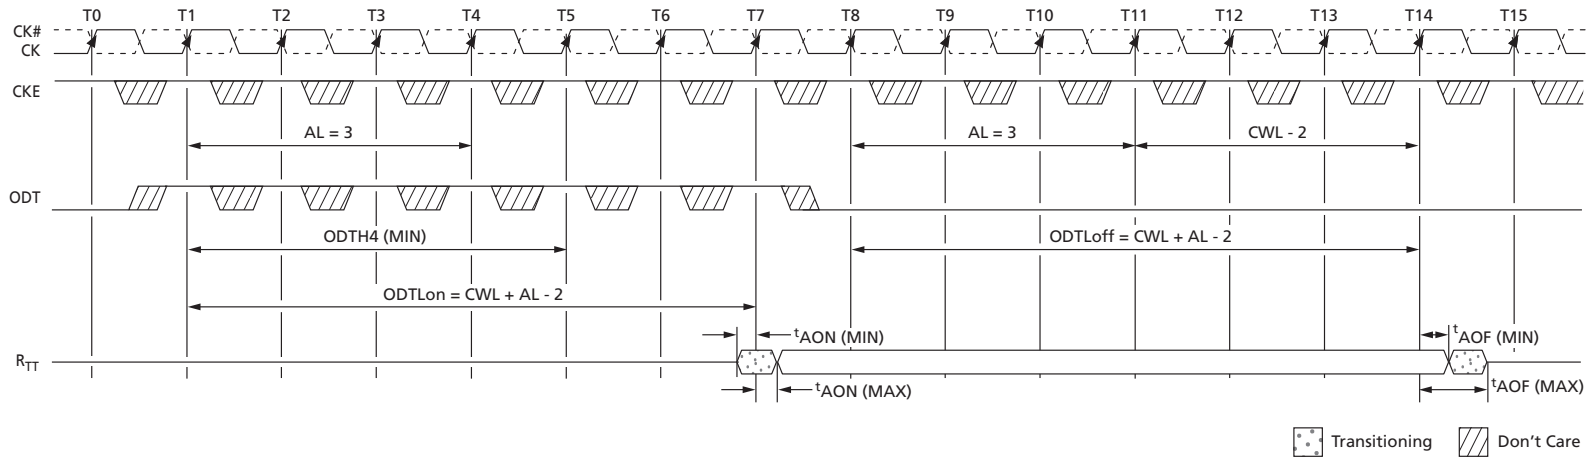 T0 T1 T2 T3 T4 T5 T6 T7 T8 T9 T10 T11 T12 T13 T14 T15
CK#
CK
CKE
AL = 3 AL = 3 CWL - 2
ODT
ODTH4 (MIN) ODTLoff = CWL + AL - 2
ODTLon = CWL + AL - 2
tAON (MIN) tAOF (MIN)
RTT
tAON (MAX) tAOF (MAX)
Transitioning Don't Care